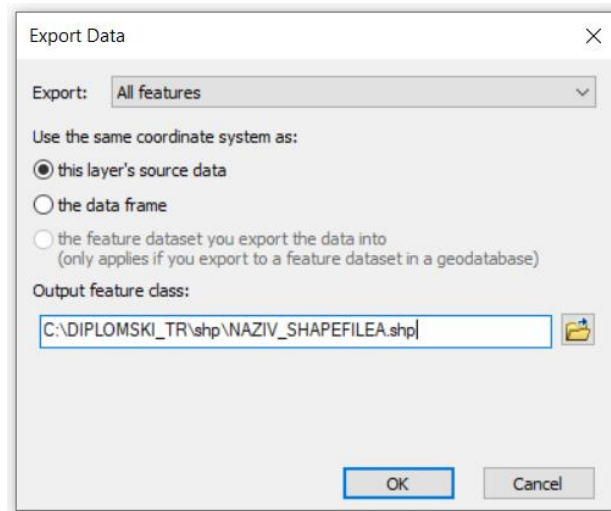 Export Data
Export: All features
Use the same coordinate system as:
this layer's source data
the data frame
the feature dataset you export the data into
(only applies if you export to a feature dataset in a geodatabase)
Output feature class:
C:\DIPLOMSKI_TR\shp\NAZIV_SHAPEFILEA.shp
OK Cancel